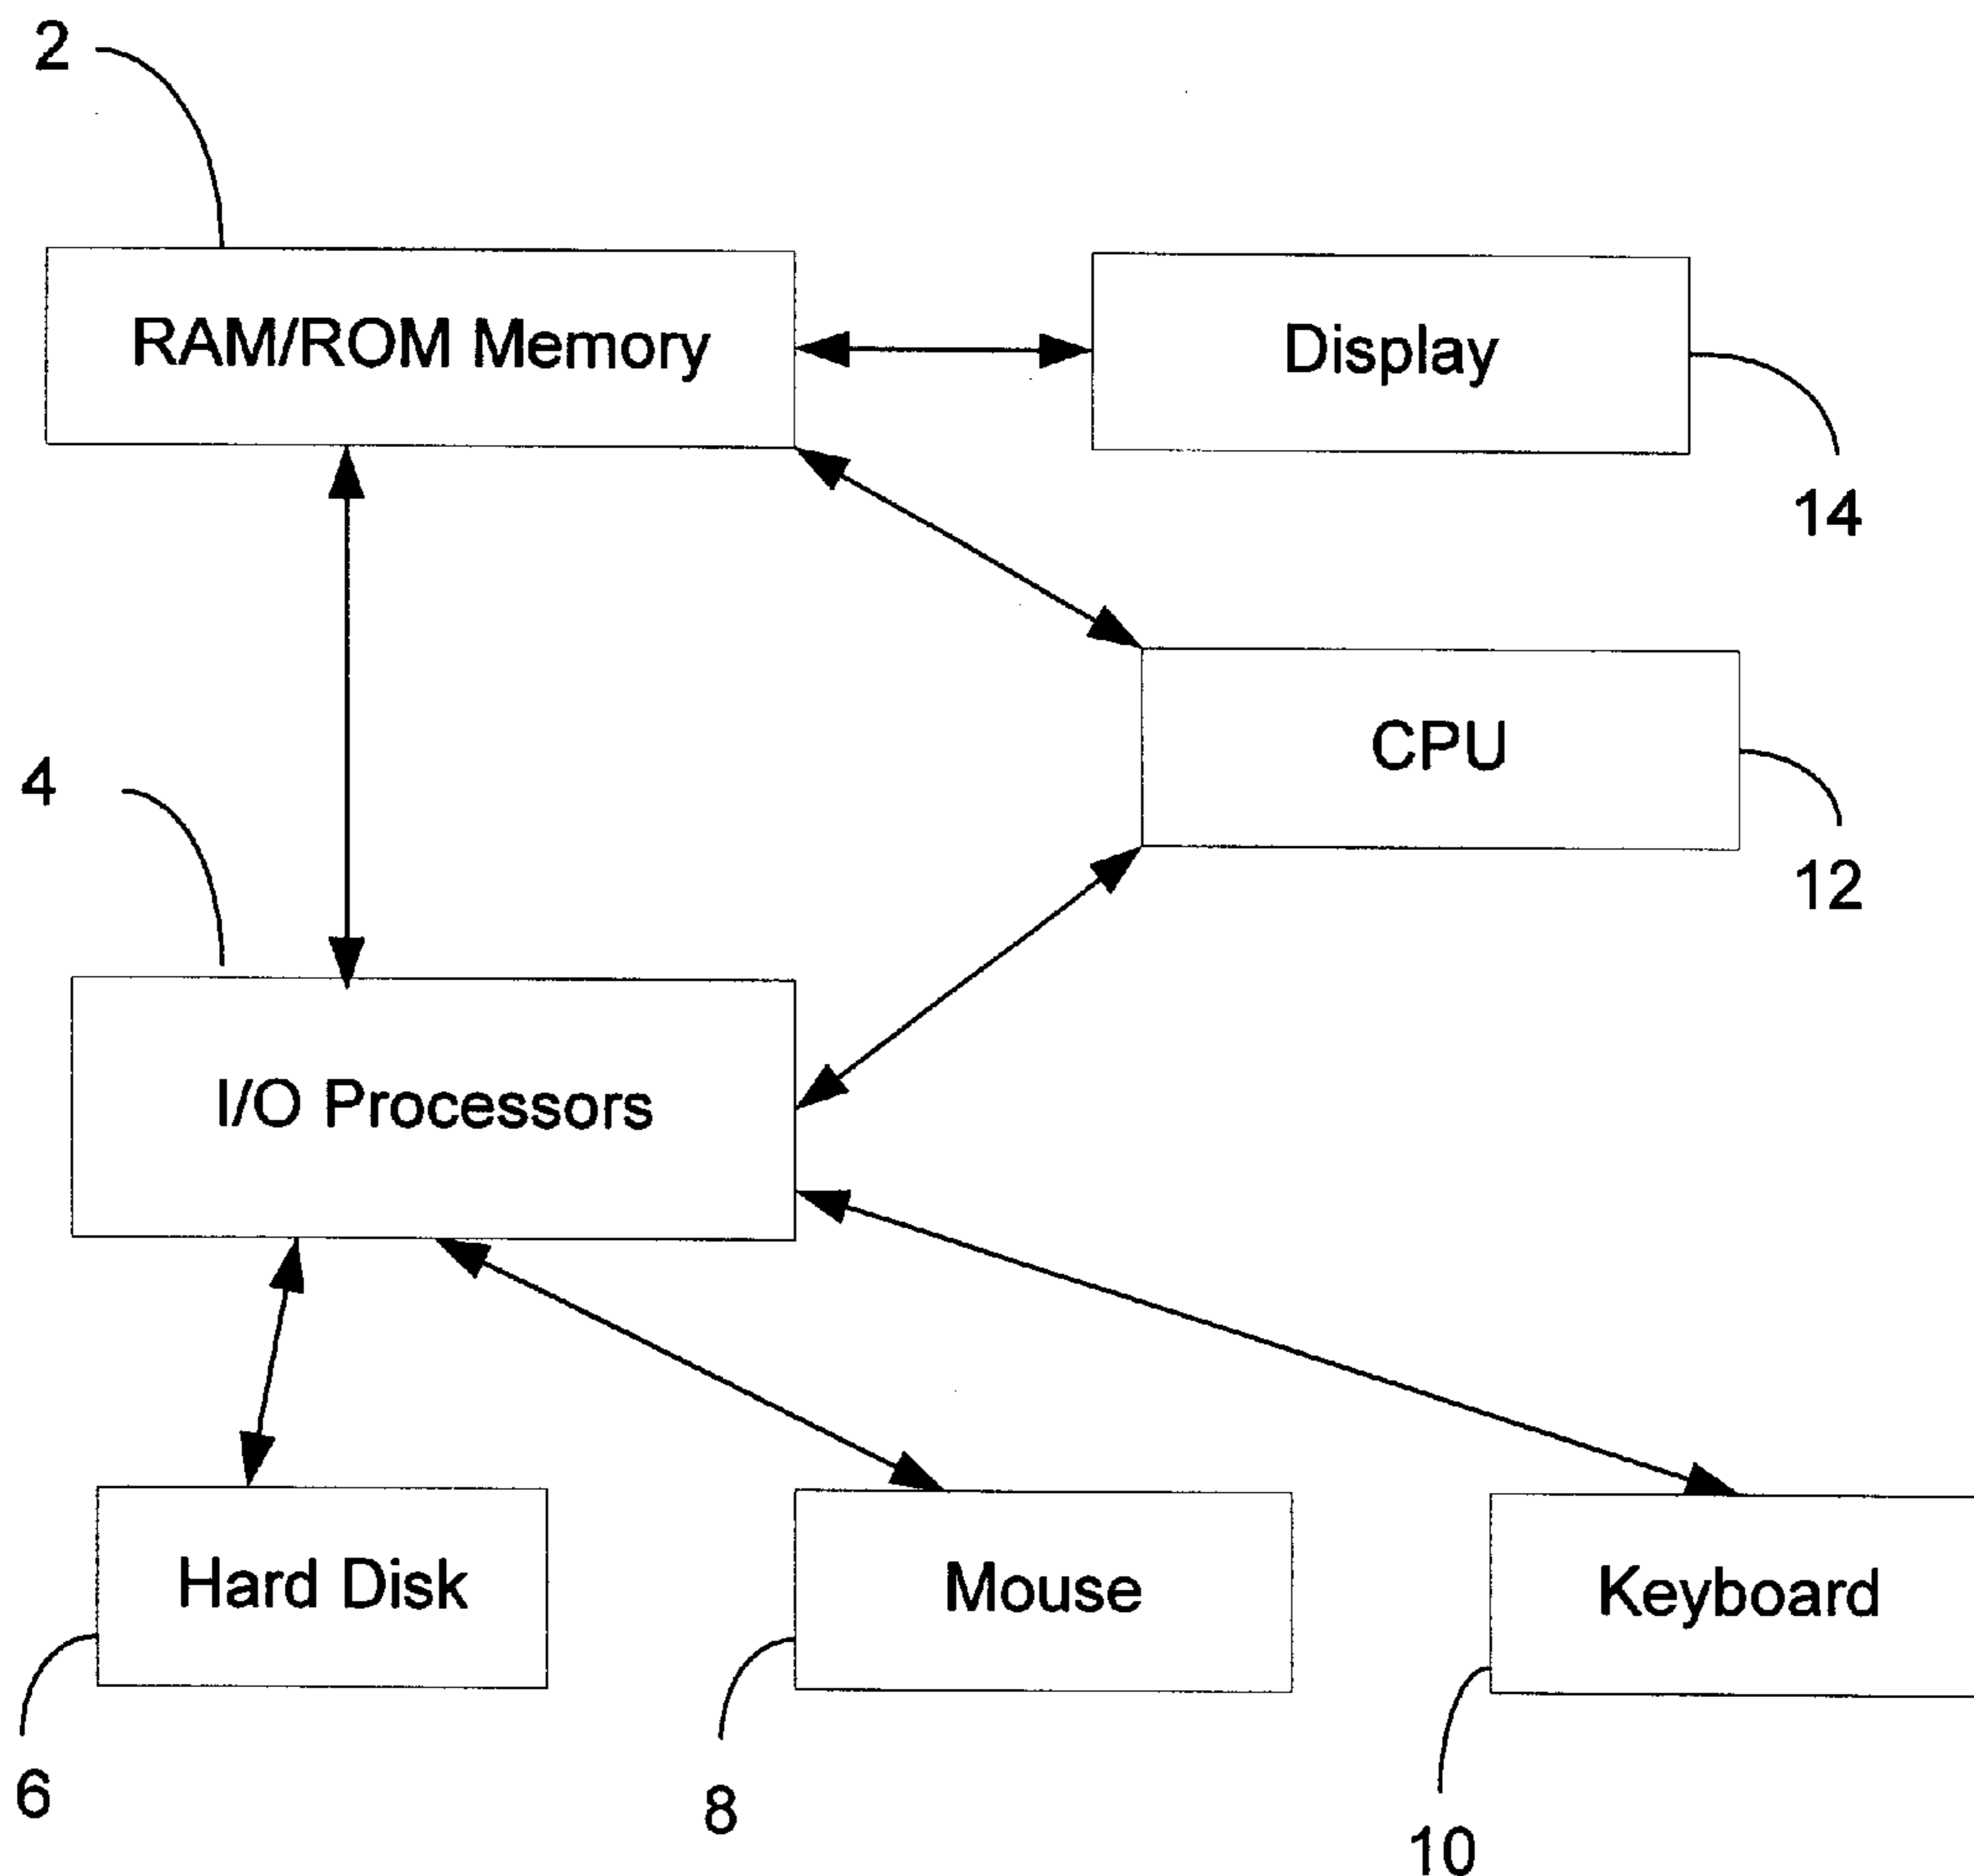 2
RAM/ROM Memory
Display
14
CPU
4
12
I/O Processors
Hard Disk
Mouse
Keyboard
6
8
10